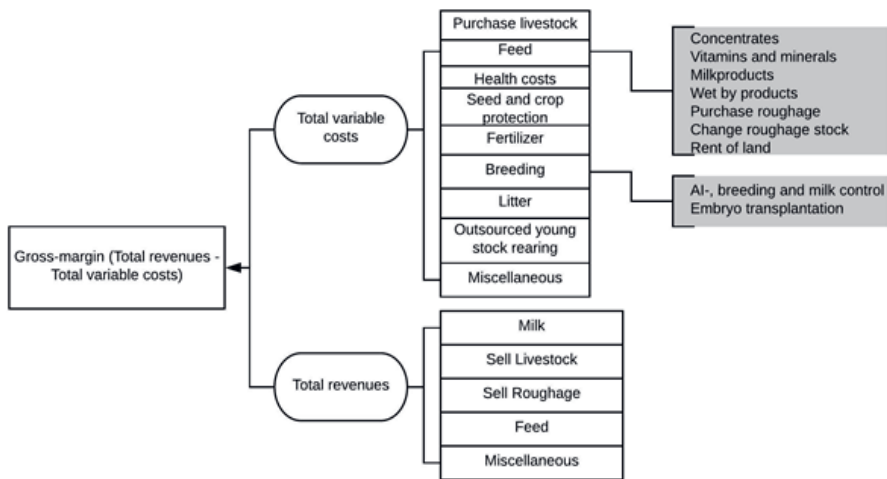 Purchase livestock
Feed
Health costs
Seed and crop
protection
Fertilizer
Breeding
Litter
Outsourced young
stock rearing
Miscellaneous
Concentrates
Vitamins and minerals
Milkproducts
Wet by products
Purchase roughage
Change roughage stock
Rent of land
AI-, breeding and milk control
Embryo transplantation
Total variable
costs
Gross-margin (Total revenues -
Total variable costs)
Total revenues
Milk
Sell Livestock
Sell Roughage
Feed
Miscellaneous